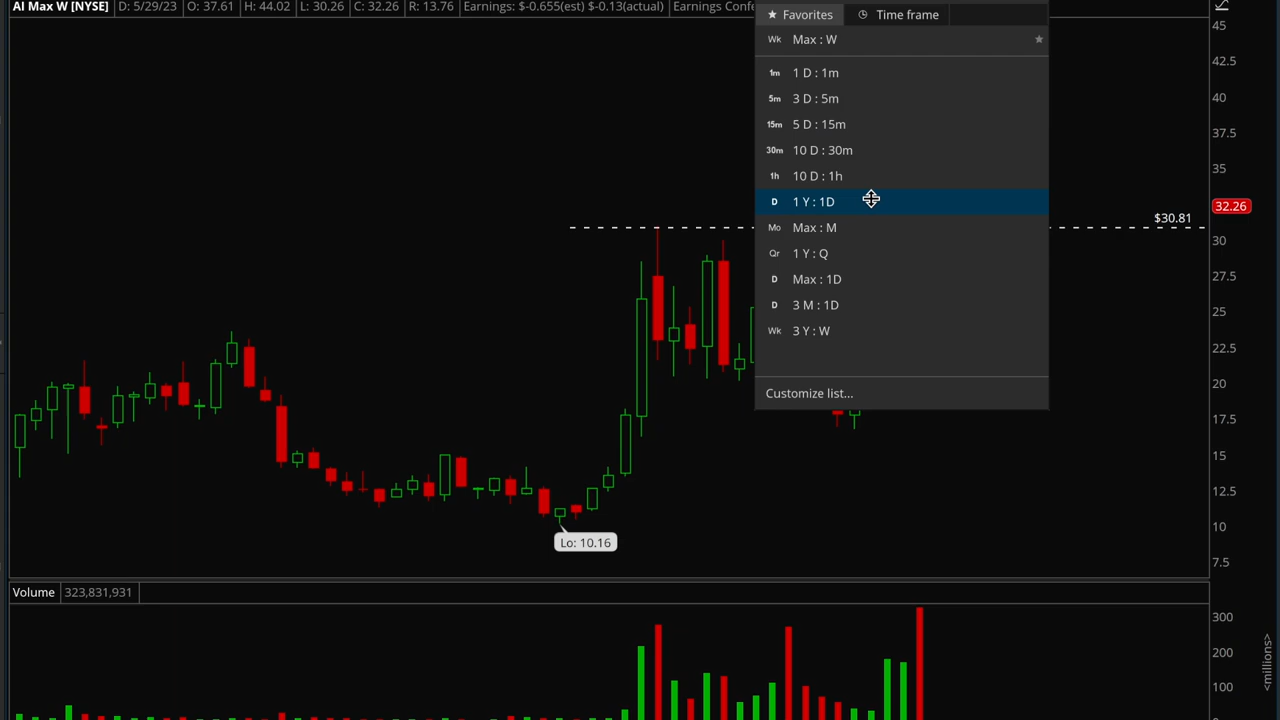 AI Max W [NYSE] D: 5/29/23 O: 37.61 H: 44.02 L: 30.26 C: 32.26 R: 13.76 Earnings: $-0.655(est) $-0.13(actual) Earnings Confe
Favorites Time frame
Wk Max : W
1m 1 D : 1m
5m 3 D : 5m
15m 5 D : 15m
30m 10 D : 30m
1h 10 D : 1h
D 1 Y : 1D
Mo Max : M
Qr 1 Y : Q
D Max : 1D
D 3 M : 1D
Wk 3 Y : W
Customize list...
45
42.5
40
37.5
35
32.26
$30.81
30
27.5
25
22.5
20
17.5
15
12.5
10
7.5
Lo: 10.16
Volume 323,831,931
300
200
100
<millions>